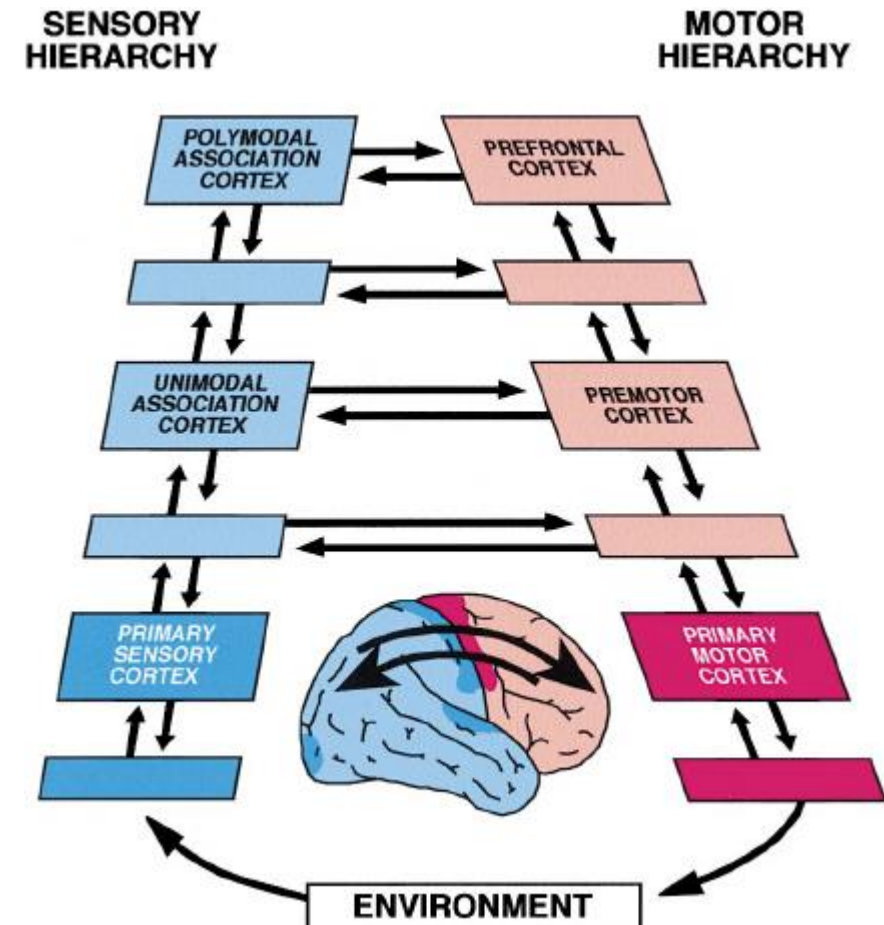 SENSORY
HIERARCHY
MOTOR
HIERARCHY
POLYMODAL
ASSOCIATION
CORTEX
PREFRONTAL
CORTEX
UNIMODAL
ASSOCIATION
CORTEX
PREMOTOR
CORTEX
PRIMARY
SENSORY
CORTEX
PRIMARY
MOTOR
CORTEX
ENVIRONMENT